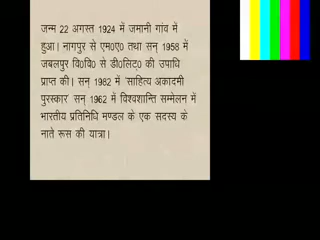 जन्म 22 अगस्त 1924 में जमानी गांव में
हुआ। नागपुर से एम0ए0 तथा सन् 1958 में
जबलपुर वि0वि0 से डी0लिट्0 की उपाधि
प्राप्त की। सन् 1982 में 'साहित्य अकादमी
पुरस्कार' सन् 1962 में विश्वशान्ति सम्मेलन में
भारतीय प्रतिनिधि मण्डल के एक सदस्य के
नाते रूस की यात्रा।